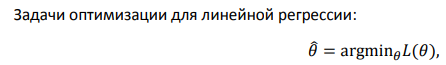 Задачи оптимизации для линейной регрессии:
θ̂ = argmin_θ L(θ),